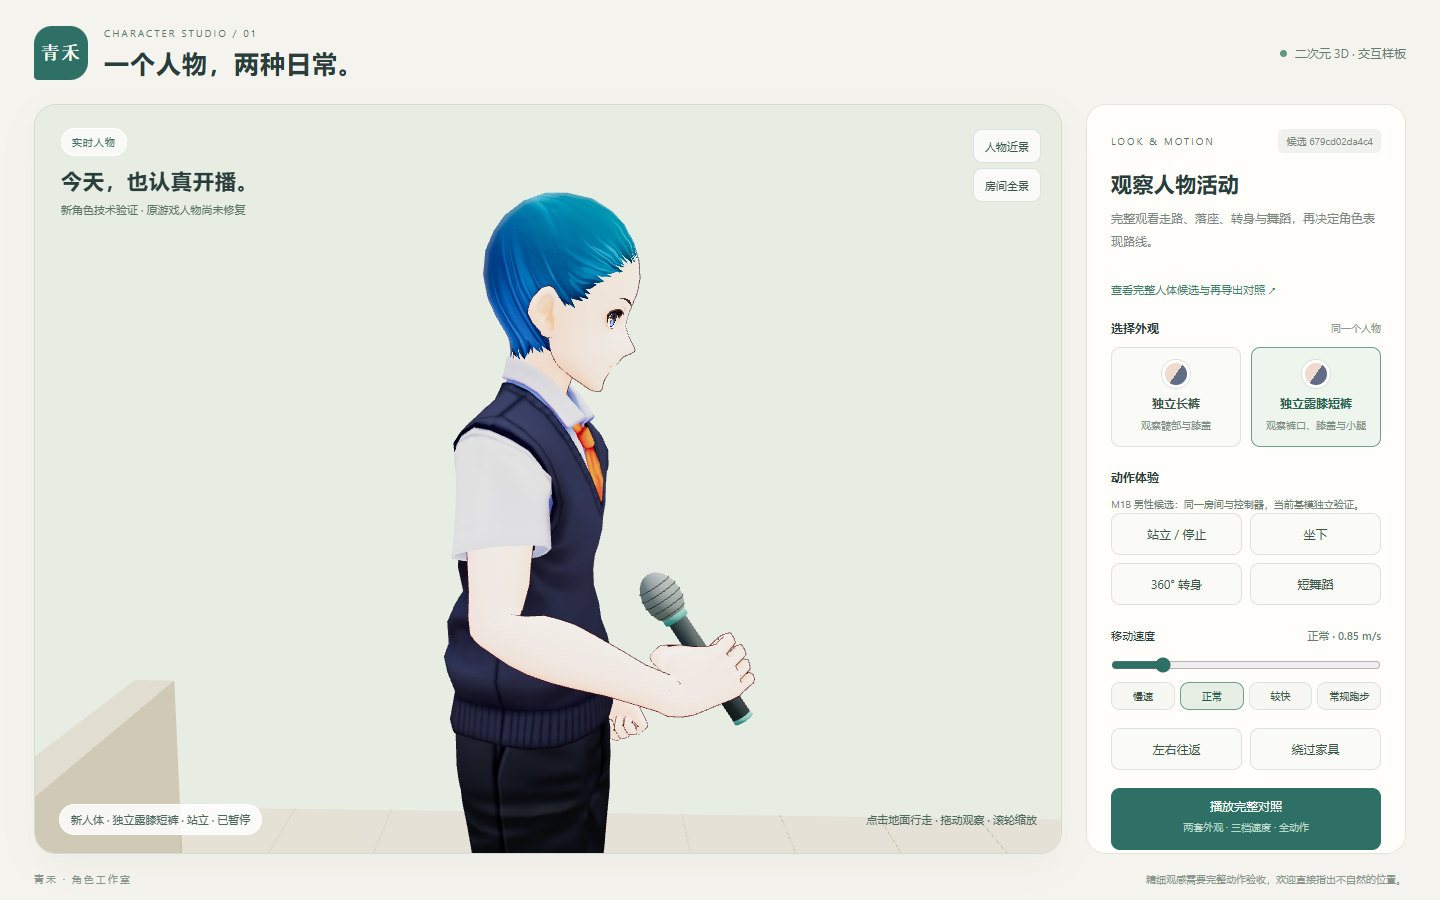 青禾
CHARACTER STUDIO / 01
一个人物，两种日常。
二次元 3D · 交互样板
实时人物
今天，也认真开播。
新角色技术验证 · 原游戏人物尚未修复
人物近景
房间全景
新人体 · 独立露膝短裤 · 站立 · 已暂停
点击地面行走 · 拖动观察 · 滚轮缩放
LOOK & MOTION
候选 679cd02da4c4
观察人物活动
完整观看走路、落座、转身与舞蹈，再决定角色表
现路线。
查看完整人体候选与再导出对照 ↗
选择外观
同一个人物
独立长裤
观察髋部与膝盖
独立露膝短裤
观察裤口、膝盖与小腿
动作体验
M1B 男性候选：同一房间与控制器，当前基模独立验证。
站立 / 停止
坐下
360° 转身
短舞蹈
移动速度
正常 · 0.85 m/s
慢速
正常
较快
常规跑步
左右往返
绕过家具
播放完整对照
两套外观 · 三档速度 · 全动作
青禾 · 角色工作室
精细观感需要完整动作验收，欢迎直接指出不自然的位置。